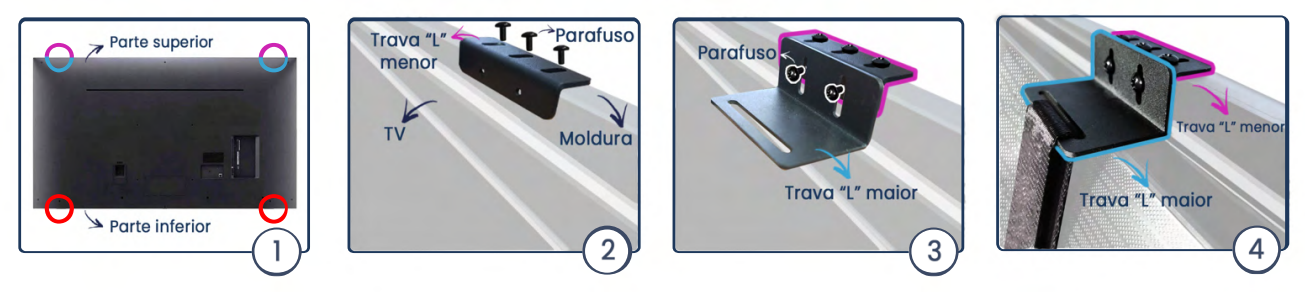 Parte superior
Parte inferior
1
Trava “L”
menor
Parafuso
TV
Moldura
2
Parafuso
Trava “L” maior
3
Trava “L” menor
Trava “L” maior
4